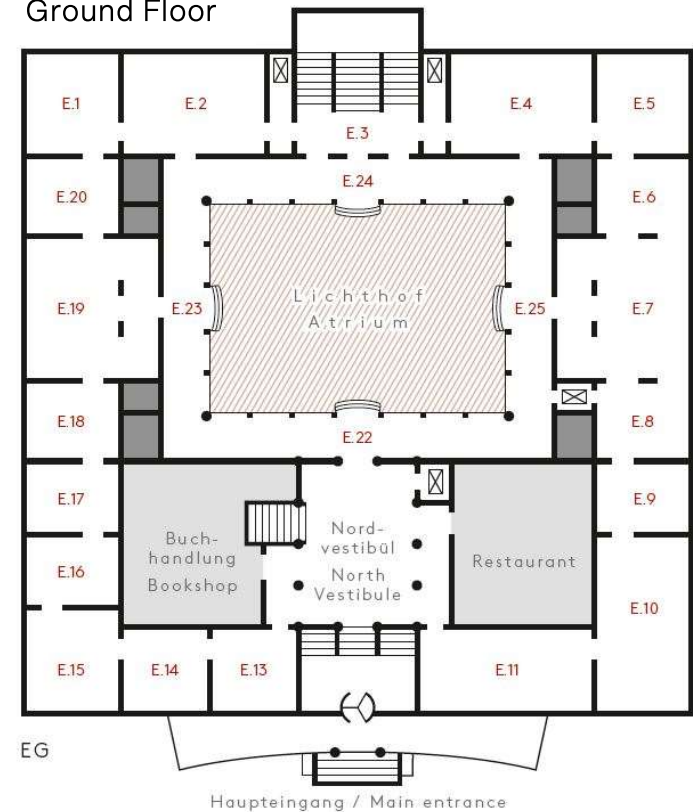 Ground Floor
E.1
E.2
E.3
E.4
E.5
E.20
E.24
E.6
E.19
E.23
Lichthof
Atrium
E.25
E.7
E.18
E.22
E.8
E.17
E.9
Buch-
handlung
Bookshop
Nord-
vestibül
North
Vestibule
Restaurant
E.16
E.10
E.15
E.14
E.13
E.11
EG
Haupteingang / Main entrance